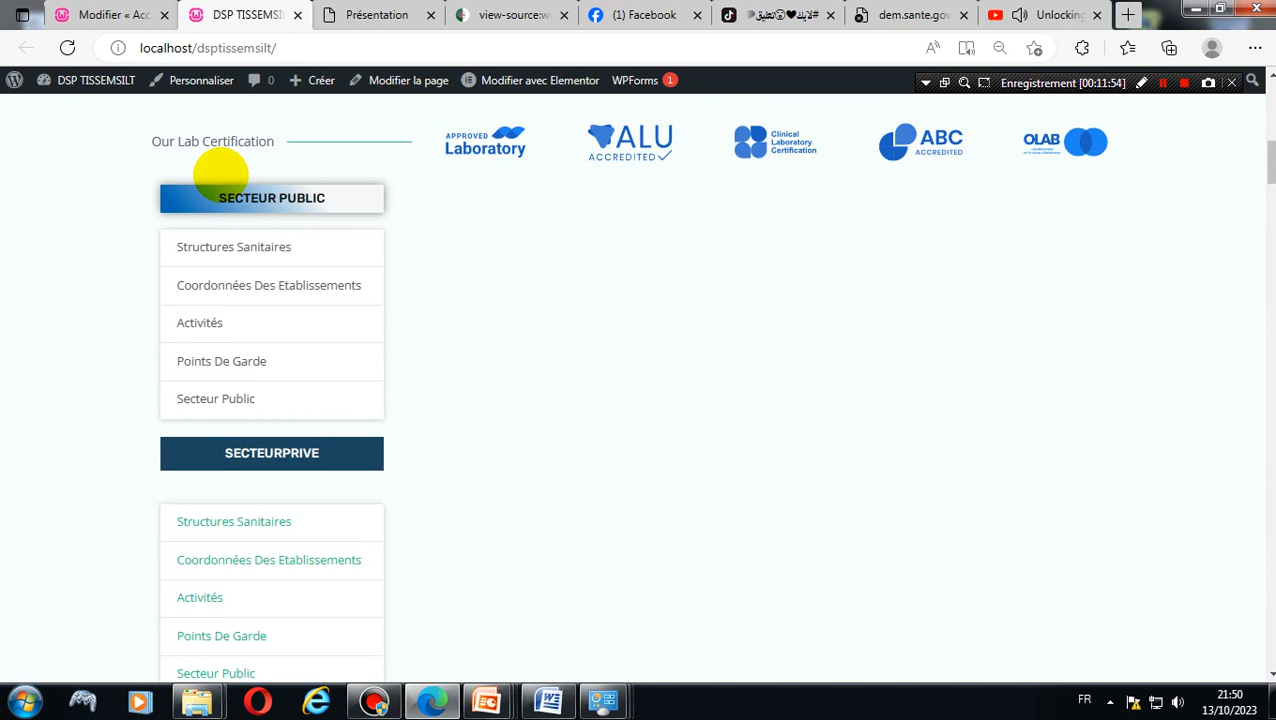 Modifier « Acc
DSP TISSEMSIL
Présentation
view-source:w
Facebook
#لايك♥😮تعليق
dem.sante.go
Unlocking
localhost/dsptissemsilt/
DSP TISSEMSILT
Personnaliser
0
Créer
Modifier la page
Modifier avec Elementor
WPForms
1
Enregistrement [00:11:54]
Our Lab Certification
APPROVED
Laboratory
ALU
ACCREDITED
Clinical
Laboratory
Certification
ABC
ACCREDITED
OLAB
SECTEUR PUBLIC
Structures Sanitaires
Coordonnées Des Etablissements
Activités
Points De Garde
Secteur Public
SECTEURPRIVE
Structures Sanitaires
Coordonnées Des Etablissements
Activités
Points De Garde
Secteur Public
FR
21:50
13/10/2023